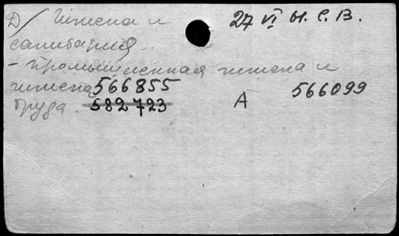 Д) Гигиена и 27 VI Н.С.В.
санитария.
- промышленная гигиена и
гигиена 566855 566099
труда. 582723 А